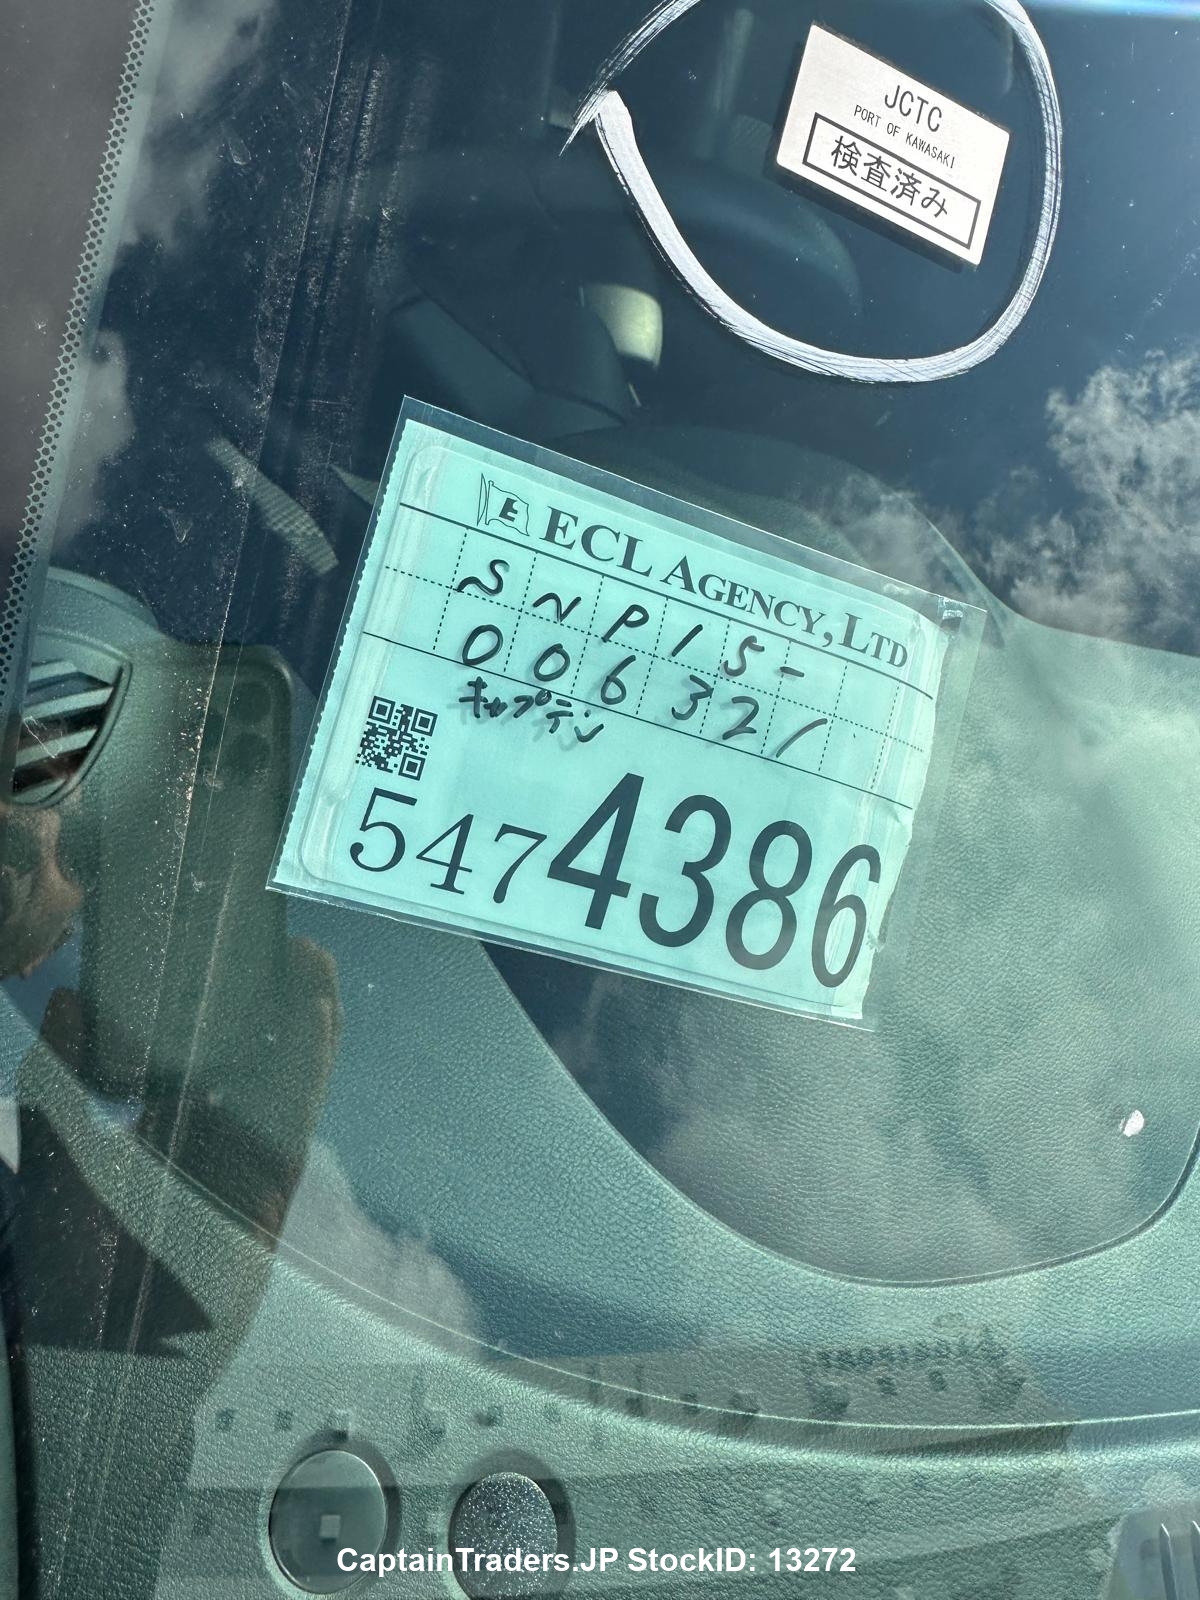 JCTC
PORT OF KAWASAKI
検査済み
E ECL AGENCY, LTD
SNP15-
006321
キャプテン
5474386
CaptainTraders.JP StockID: 13272